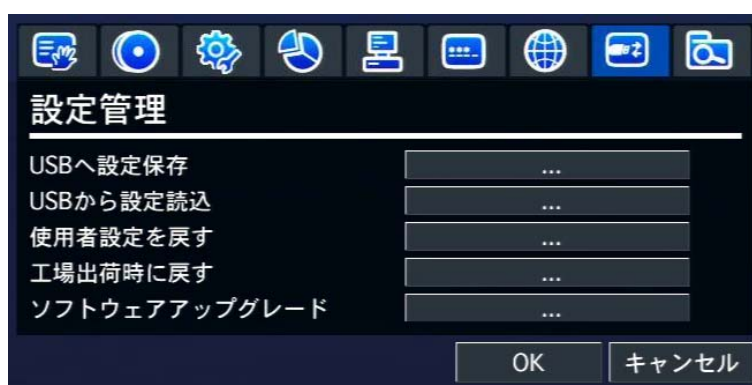 設定管理
USBへ設定保存 ...
USBから設定読込 ...
使用者設定を戻す ...
工場出荷時に戻す ...
ソフトウェアアップグレード ...
OK キャンセル